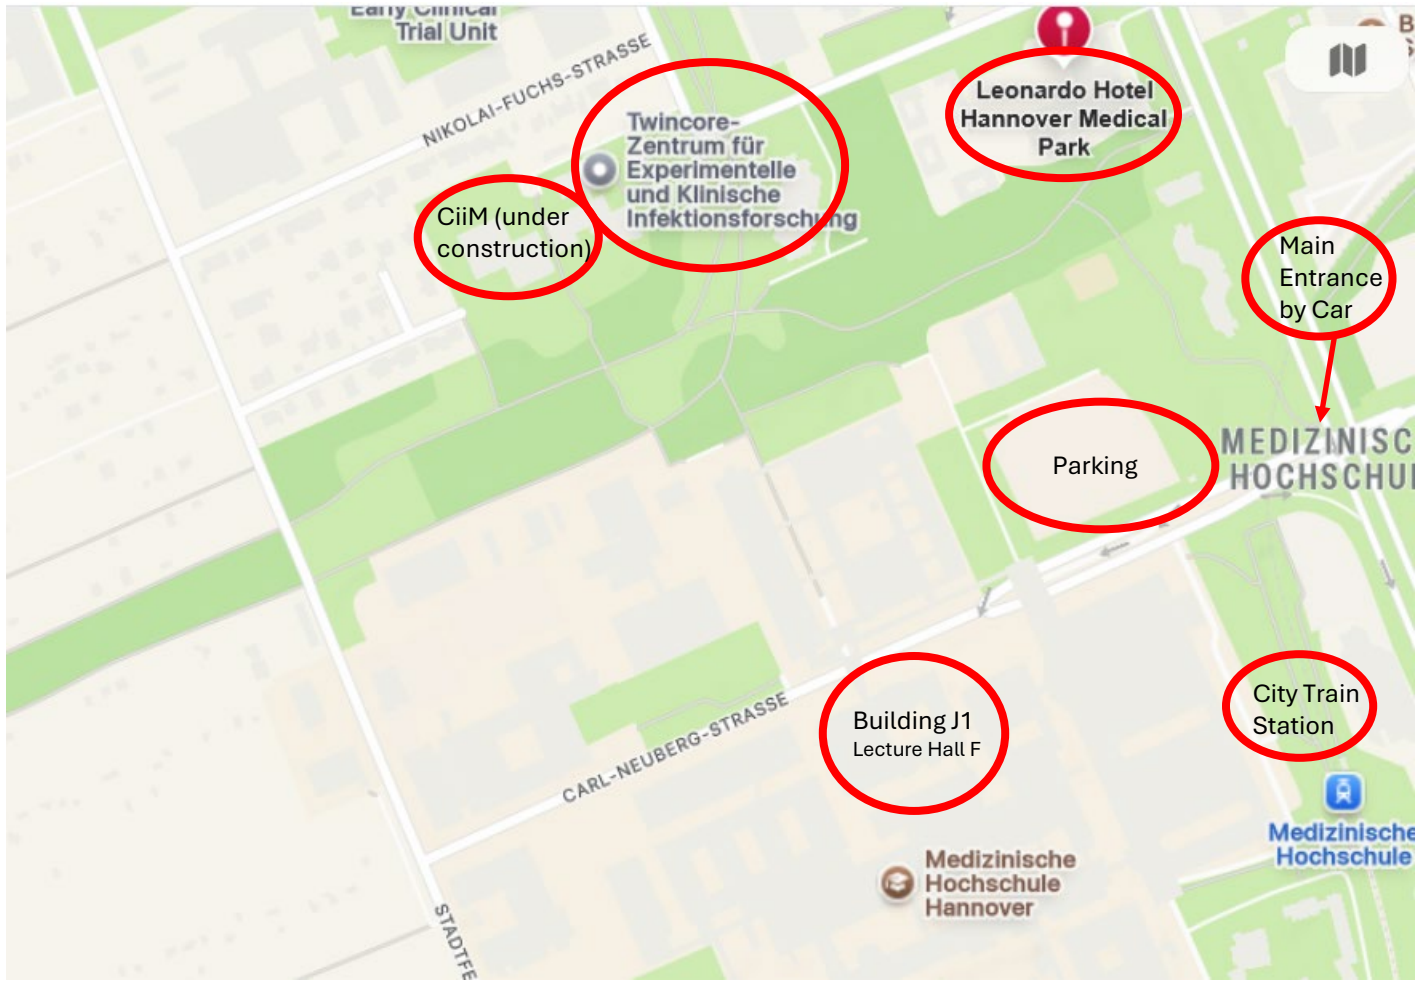 Early Clinical
Trial Unit
NIKOLAI-FUCHS-STRASSE
Twincore-
Zentrum für
Experimentelle
und Klinische
Infektionsforschung
Leonardo Hotel
Hannover Medical
Park
CiiM (under
construction)
Main
Entrance
by Car
MEDIZINISC
HOCHSCHUL
Parking
Building J1
Lecture Hall F
City Train
Station
CARL-NEUBERG-STRASSE
Medizinische
Hochschule
Medizinische
Hochschule
Hannover
STADTFE